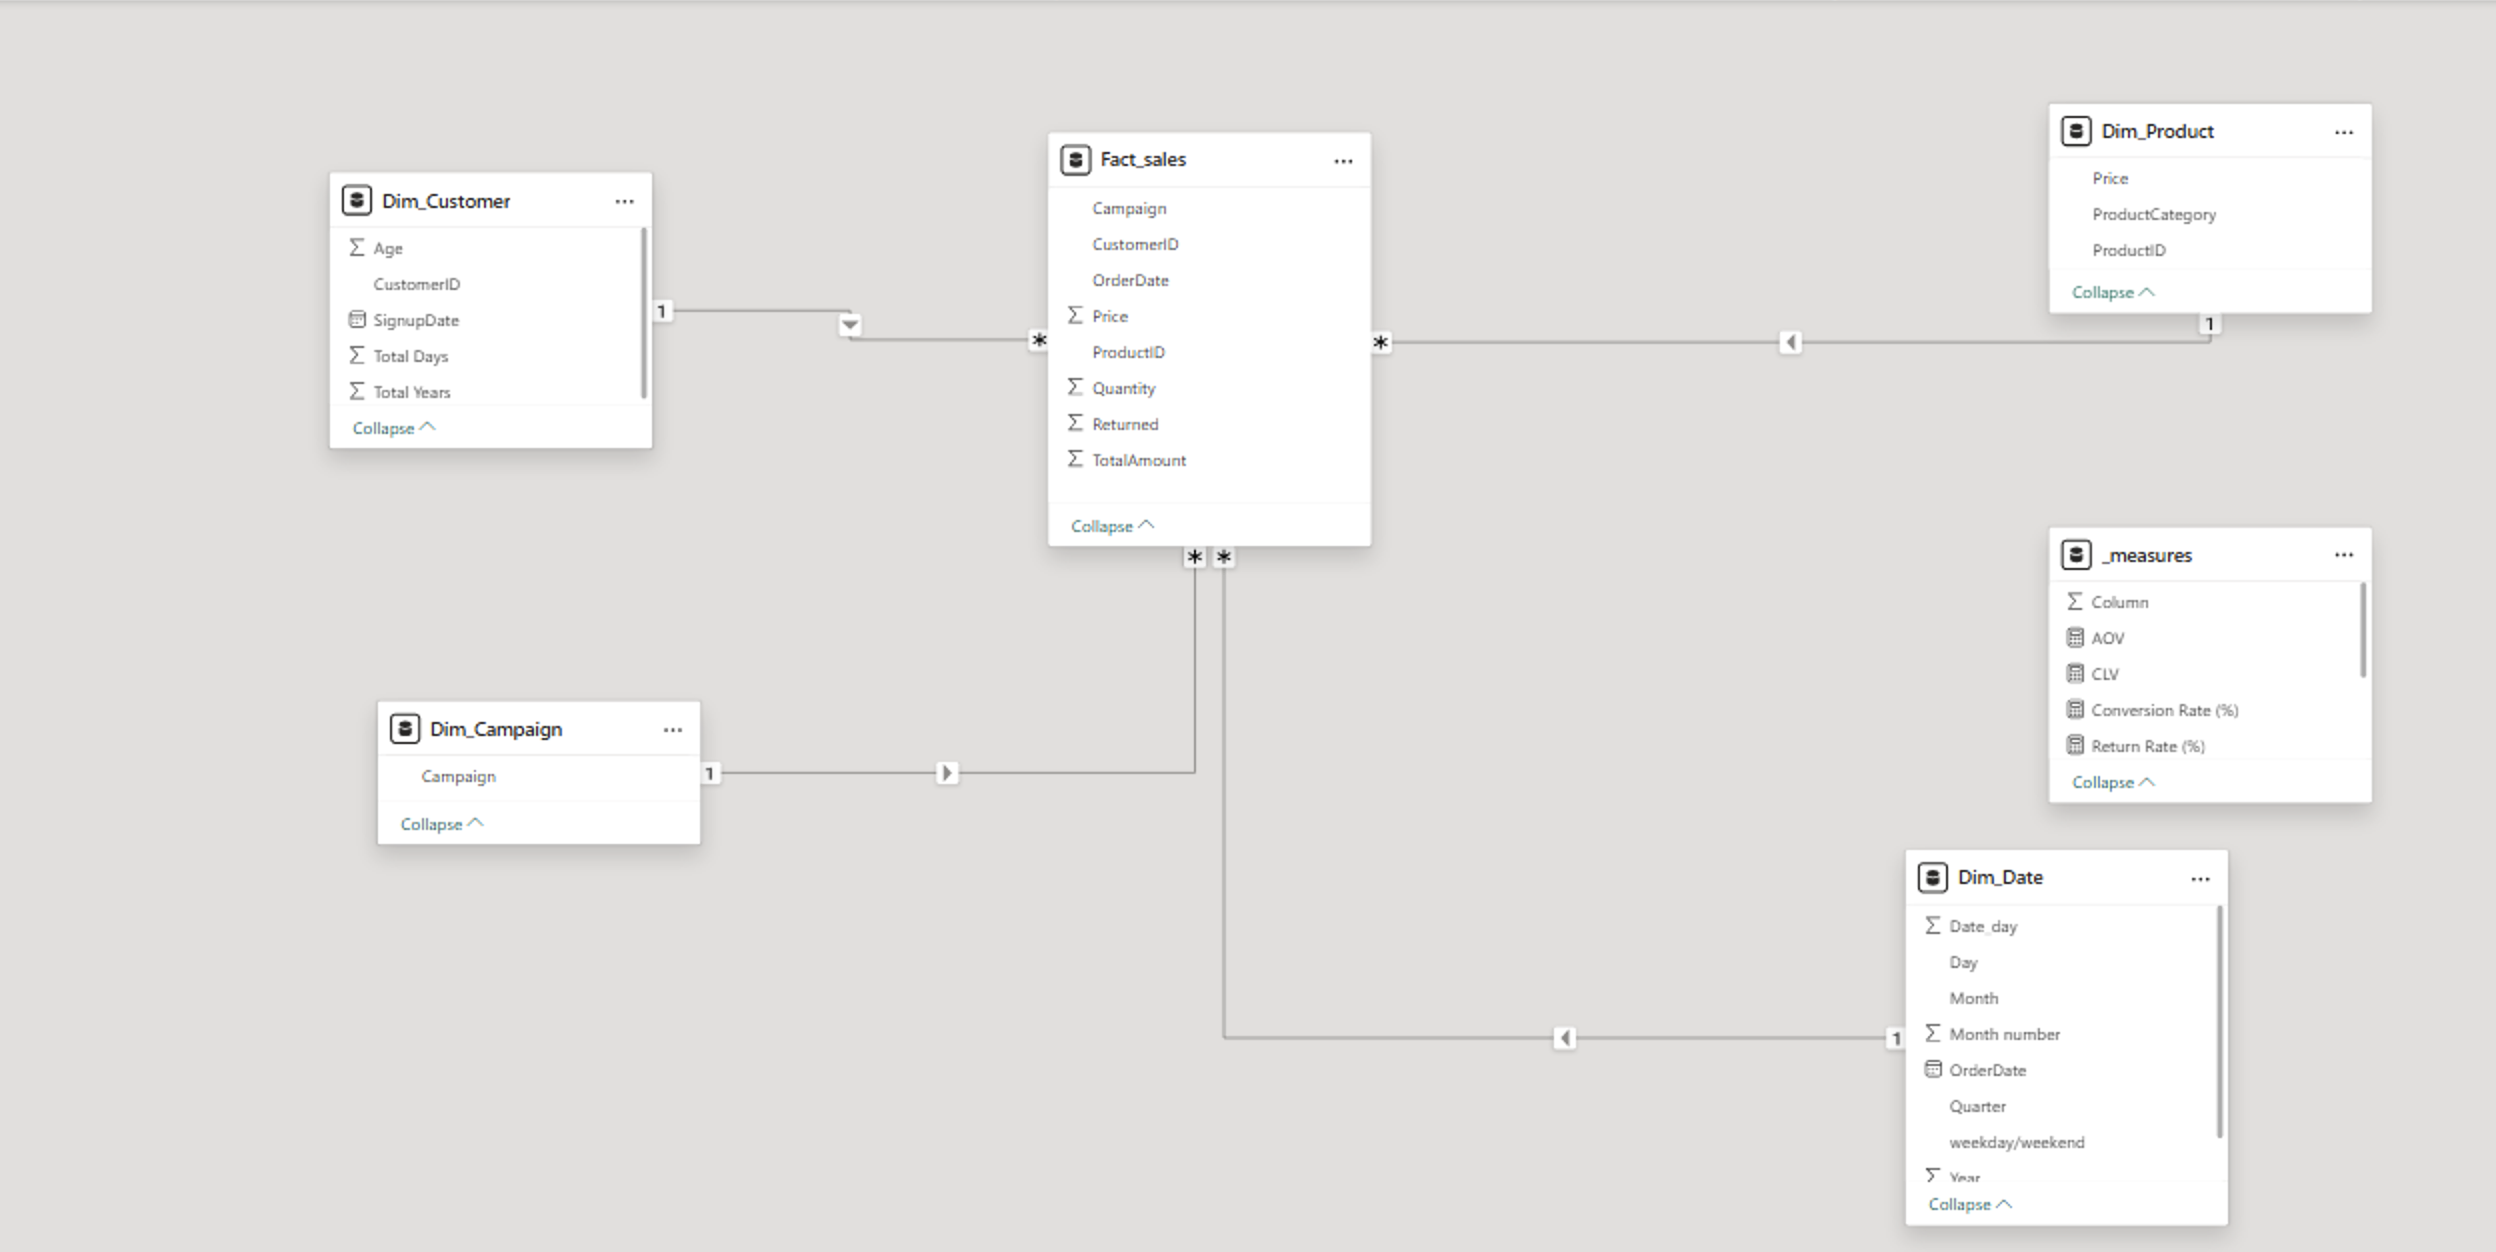 Dim_Customer
Age
CustomerID
SignupDate
Total Days
Total Years
Collapse
1
*
Fact_sales
Campaign
CustomerID
OrderDate
Price
ProductID
Quantity
Returned
TotalAmount
Collapse
*
*
*
Dim_Product
Price
ProductCategory
ProductID
Collapse
1
_measures
Column
AOV
CLV
Conversion Rate (%)
Return Rate (%)
Collapse
Dim_Campaign
Campaign
Collapse
1
Dim_Date
Date_day
Day
Month
Month number
OrderDate
Quarter
weekday/weekend
Year
Collapse
1